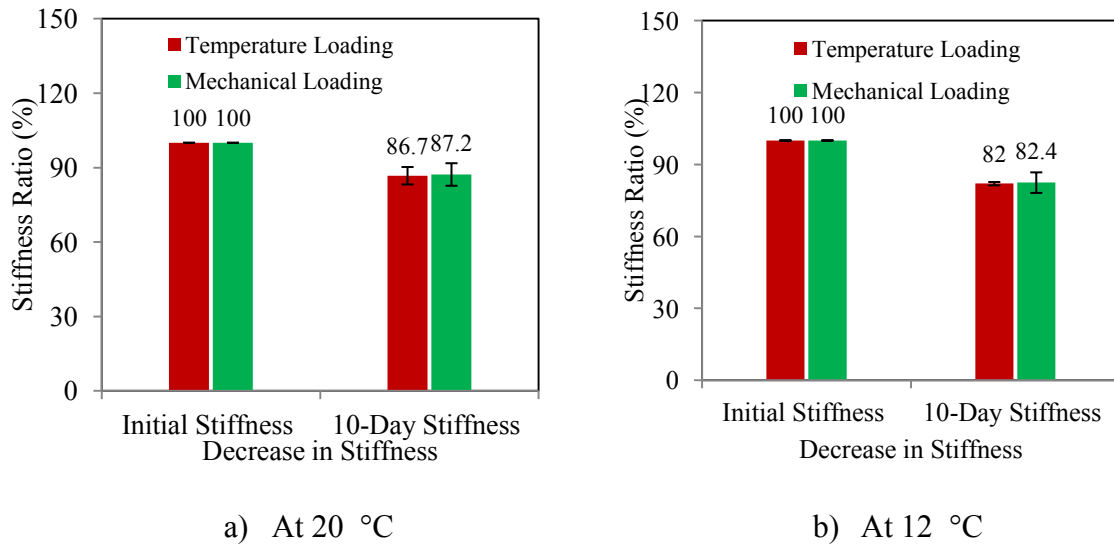 150
120
90
60
30
0
Stiffness Ratio (%)
Temperature Loading
Mechanical Loading
100 100
86.7 87.2
Initial Stiffness 10-Day Stiffness
Decrease in Stiffness
a) At 20 °C
150
120
90
60
30
0
Stiffness Ratio (%)
Temperature Loading
Mechanical Loading
100 100
82 82.4
Initial Stiffness 10-Day Stiffness
Decrease in Stiffness
b) At 12 °C